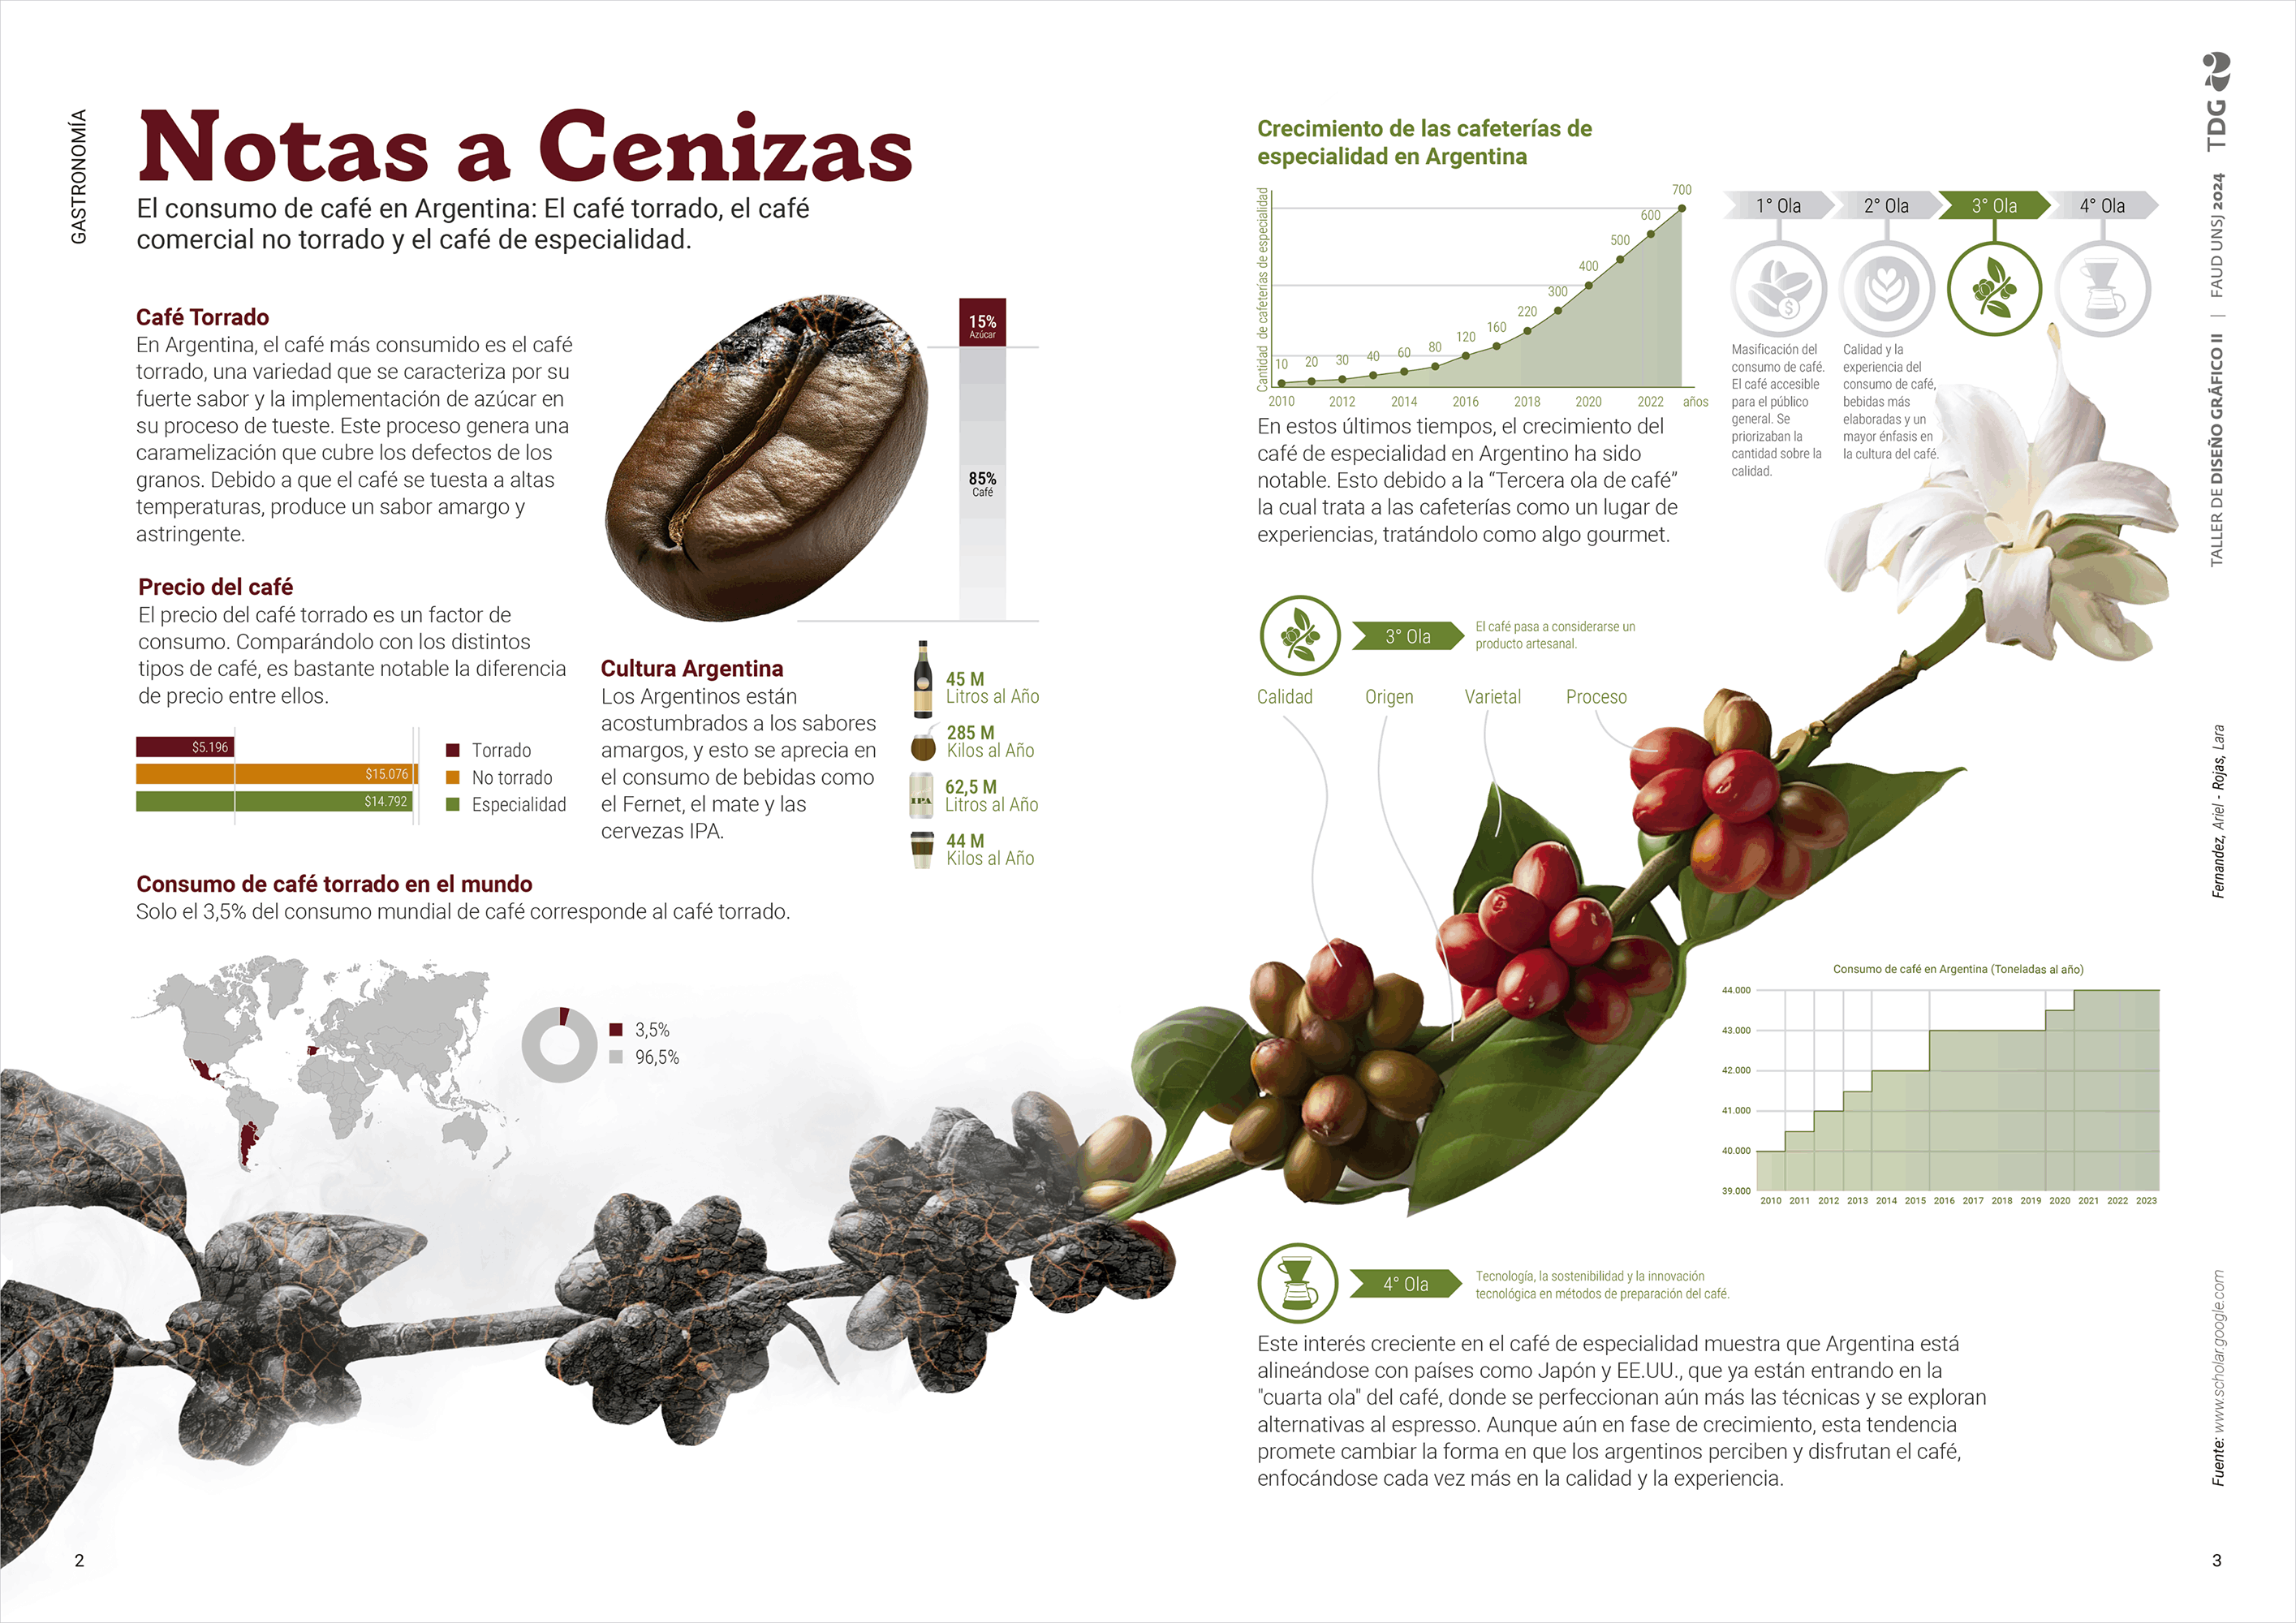 GASTRONOMÍA
Notas a Cenizas
El consumo de café en Argentina: El café torrado, el café
comercial no torrado y el café de especialidad.
Café Torrado
En Argentina, el café más consumido es el café
torrado, una variedad que se caracteriza por su
fuerte sabor y la implementación de azúcar en
su proceso de tueste. Este proceso genera una
caramelización que cubre los defectos de los
granos. Debido a que el café se tuesta a altas
temperaturas, produce un sabor amargo y
astringente.
15%
Azúcar
85%
Café
Precio del café
El precio del café torrado es un factor de
consumo. Comparándolo con los distintos
tipos de café, es bastante notable la diferencia
de precio entre ellos.
$5.196
$15.076
$14.792
Torrado
No torrado
Especialidad
Cultura Argentina
Los Argentinos están
acostumbrados a los sabores
amargos, y esto se aprecia en
el consumo de bebidas como
el Fernet, el mate y las
cervezas IPA.
45 M
Litros al Año
285 M
Kilos al Año
IPA
62,5 M
Litros al Año
44 M
Kilos al Año
Consumo de café torrado en el mundo
Solo el 3,5% del consumo mundial de café corresponde al café torrado.
3,5%
96,5%
2
Crecimiento de las cafeterías de
especialidad en Argentina
Cantidad de cafeterías de especialidad
10
20
30
40
60
80
120
160
220
300
400
500
600
700
2010
2012
2014
2016
2018
2020
2022
años
1° Ola
2° Ola
3° Ola
4° Ola
$
Masificación del
consumo de café.
El café accesible
para el público
general. Se
priorizaban la
cantidad sobre la
calidad.
Calidad y la
experiencia del
consumo de café,
bebidas más
elaboradas y un
mayor énfasis en
la cultura del café.
En estos últimos tiempos, el crecimiento del
café de especialidad en Argentino ha sido
notable. Esto debido a la “Tercera ola de café”
la cual trata a las cafeterías como un lugar de
experiencias, tratándolo como algo gourmet.
3° Ola
El café pasa a considerarse un
producto artesanal.
Calidad
Origen
Varietal
Proceso
Consumo de café en Argentina (Toneladas al año)
44.000
43.000
42.000
41.000
40.000
39.000
2010
2011
2012
2013
2014
2015
2016
2017
2018
2019
2020
2021
2022
2023
4° Ola
Tecnología, la sostenibilidad y la innovación
tecnológica en métodos de preparación del café.
Este interés creciente en el café de especialidad muestra que Argentina está
alineándose con países como Japón y EE.UU., que ya están entrando en la
"cuarta ola" del café, donde se perfeccionan aún más las técnicas y se exploran
alternativas al espresso. Aunque aún en fase de crecimiento, esta tendencia
promete cambiar la forma en que los argentinos perciben y disfrutan el café,
enfocándose cada vez más en la calidad y la experiencia.
TALLER DE DISEÑO GRÁFICO II | FAUD UNSJ 2024 TDG 2
Fernandez, Ariel - Rojas, Lara
Fuente: www.scholar.google.com
3